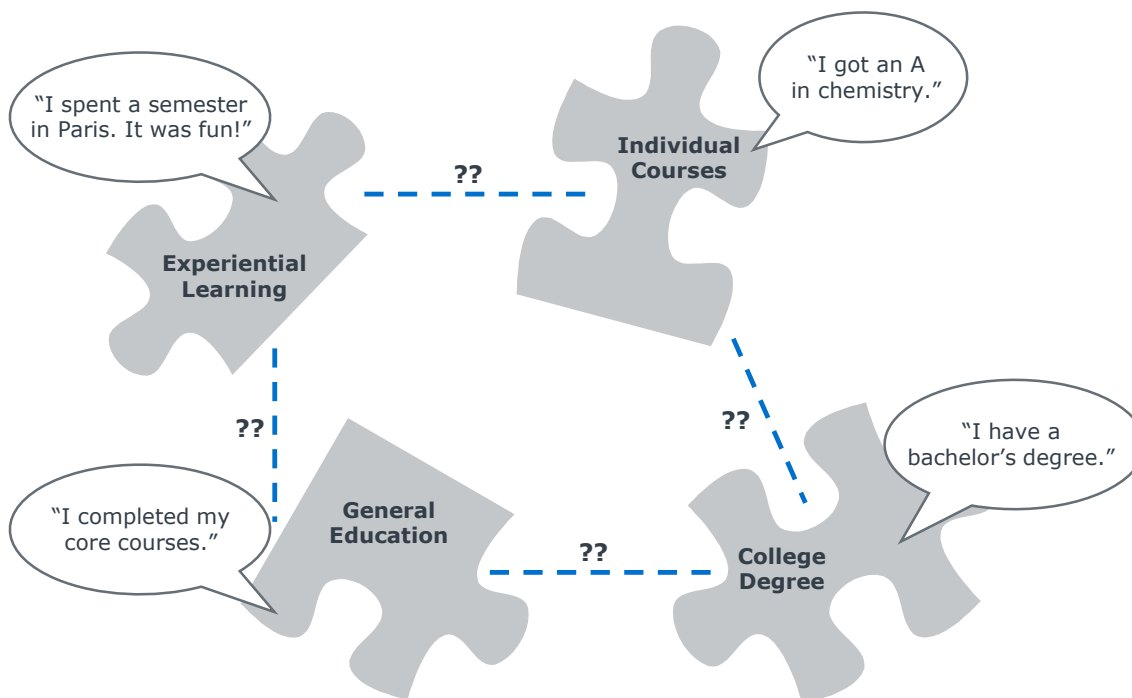 “I spent a semester
in Paris. It was fun!”
“I got an A
in chemistry.”
Individual
Courses
??
Experiential
Learning
??
??
“I have a
bachelor’s degree.”
“I completed my
core courses.”
General
Education
??
College
Degree